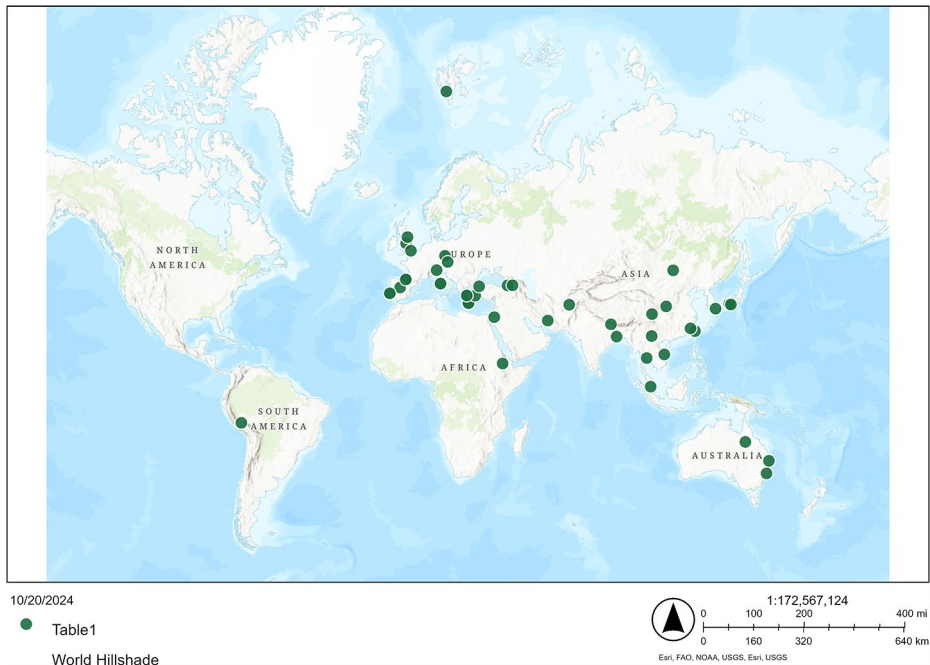 NORTH
AMERICA
EUROPE
ASIA
AFRICA
SOUTH
AMERICA
AUSTRALIA
10/20/2024
Table1
World Hillshade
1:172,567,124
0 100 200 400 mi
0 160 320 640 km
Esri, FAO, NOAA, USGS, Esri, USGS